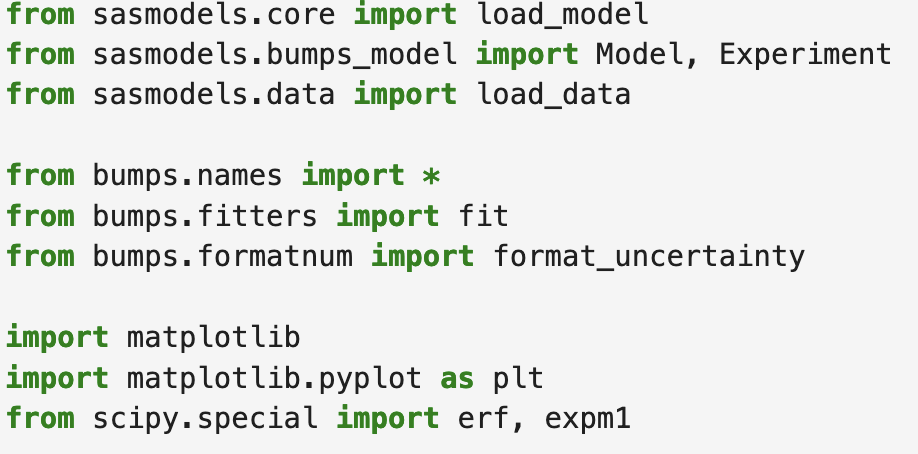 from sasmodels.core import load_model
from sasmodels.bumps_model import Model, Experiment
from sasmodels.data import load_data
from bumps.names import *
from bumps.fitters import fit
from bumps.formatnum import format_uncertainty
import matplotlib
import matplotlib.pyplot as plt
from scipy.special import erf, expm1